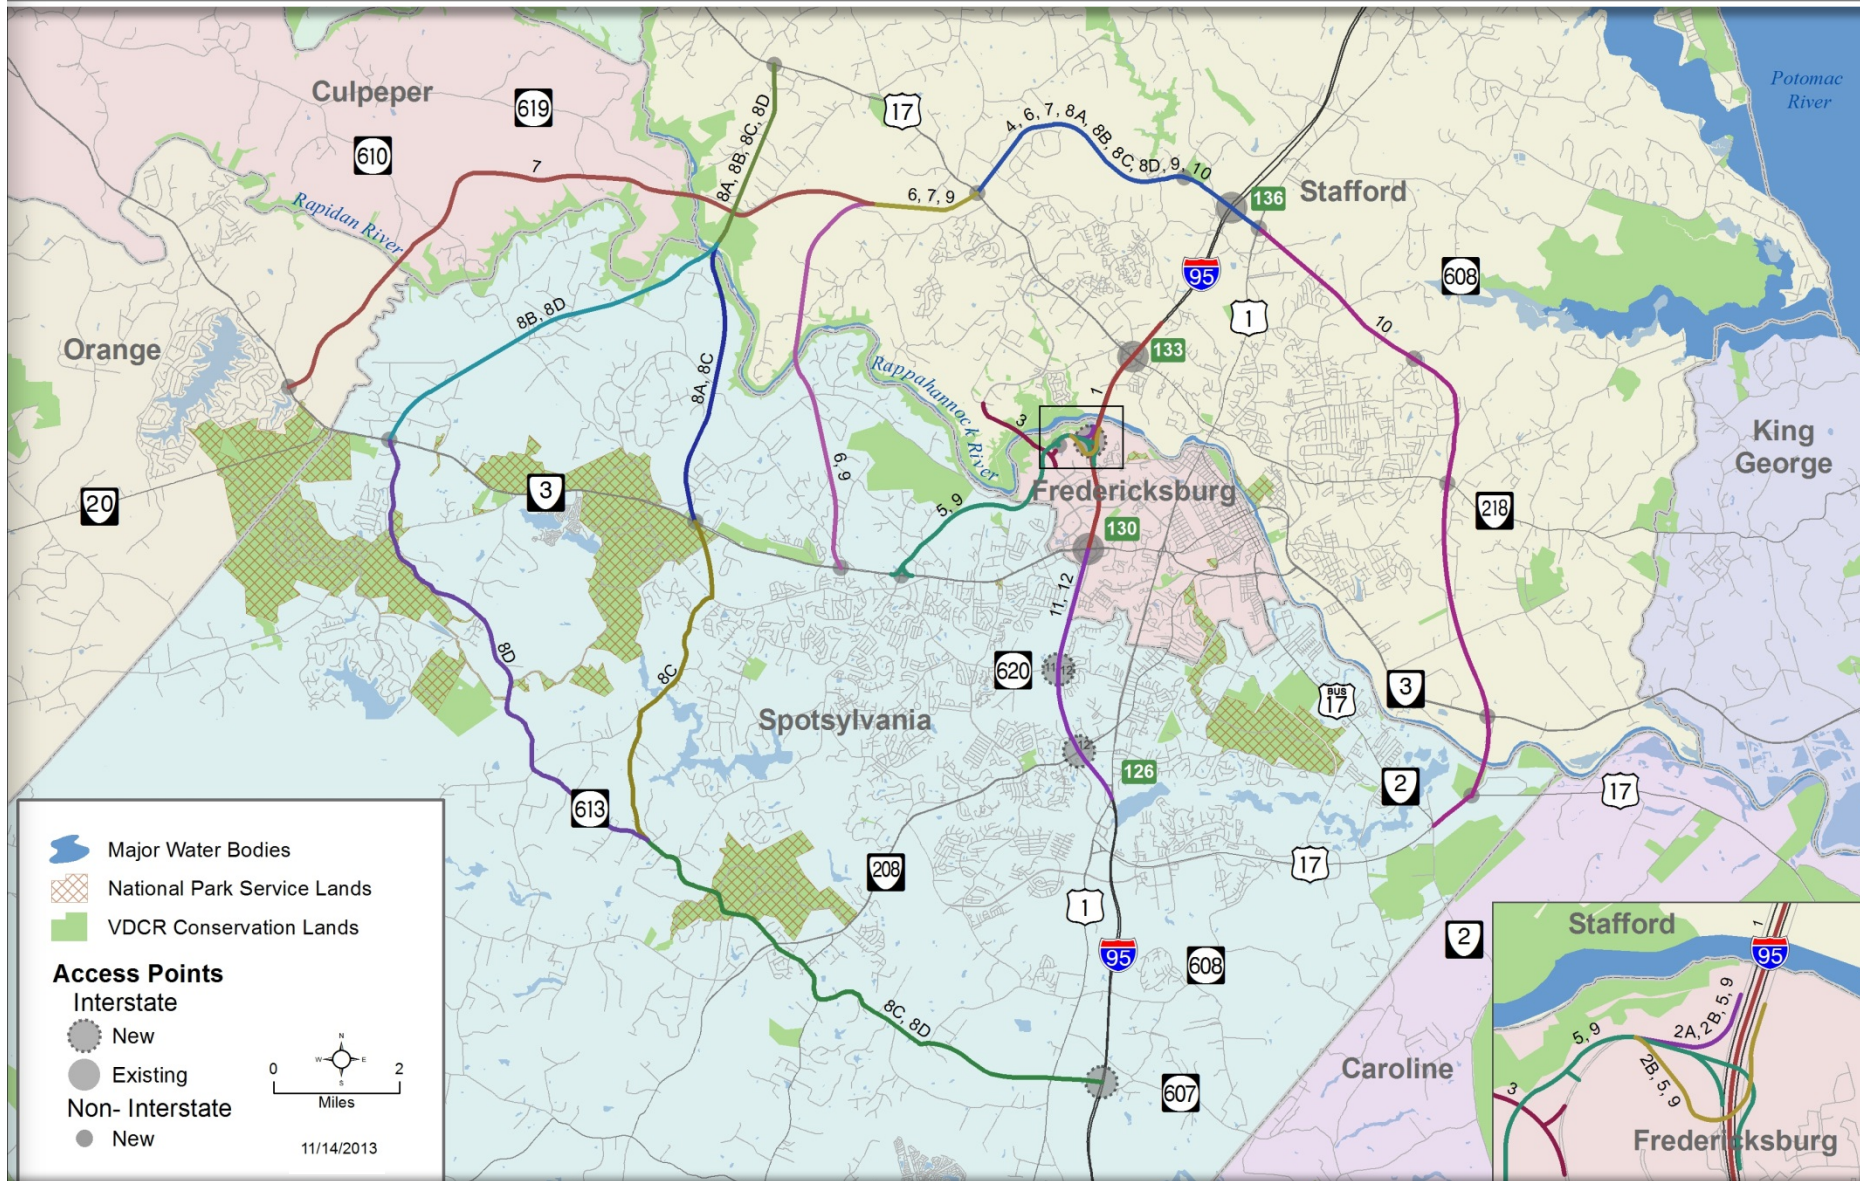 Culpeper
619
610
17
Potomac
River
8A, 8B, 8C, 8D
4, 6, 7, 8A, 8B, 8C, 8D, 9, 10
7
6, 7, 9
136
Stafford
Rapidan River
95
608
8B, 8D
1
10
Orange
133
8A, 8C
Rappahannock River
1
3
King
George
6, 9
20
3
5, 9
Fredericksburg
218
130
11, 12
8D
8C
620
11, 12
BUS
17
3
Spotsylvania
12
126
2
17
613
208
17
1
2
95
608
8C, 8D
607
Caroline
Major Water Bodies
National Park Service Lands
VDCR Conservation Lands
Access Points
Interstate
New
Existing
Non- Interstate
New
N
W
E
S
0
2
Miles
11/14/2013
Stafford
1
95
5, 9
2A, 2B, 5, 9
2B, 5, 9
3
Fredericksburg